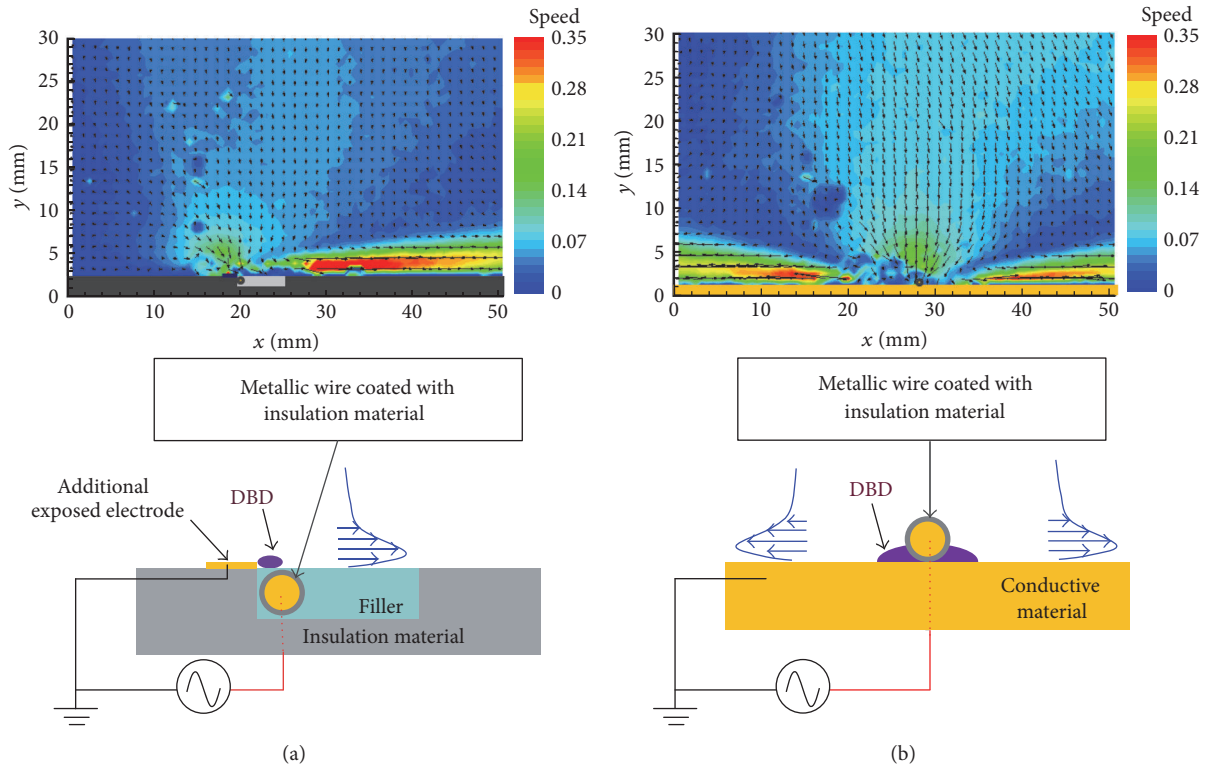 Speed
30
25
20
15
10
5
0
y (mm)
0 10 20 30 40 50
x (mm)
0.35
0.28
0.21
0.14
0.07
0
Speed
30
25
20
15
10
5
0
y (mm)
0 10 20 30 40 50
x (mm)
0.35
0.28
0.21
0.14
0.07
0
Metallic wire coated with
insulation material
Additional
exposed electrode
DBD
Filler
Insulation material
(a)
Metallic wire coated with
insulation material
DBD
Conductive
material
(b)